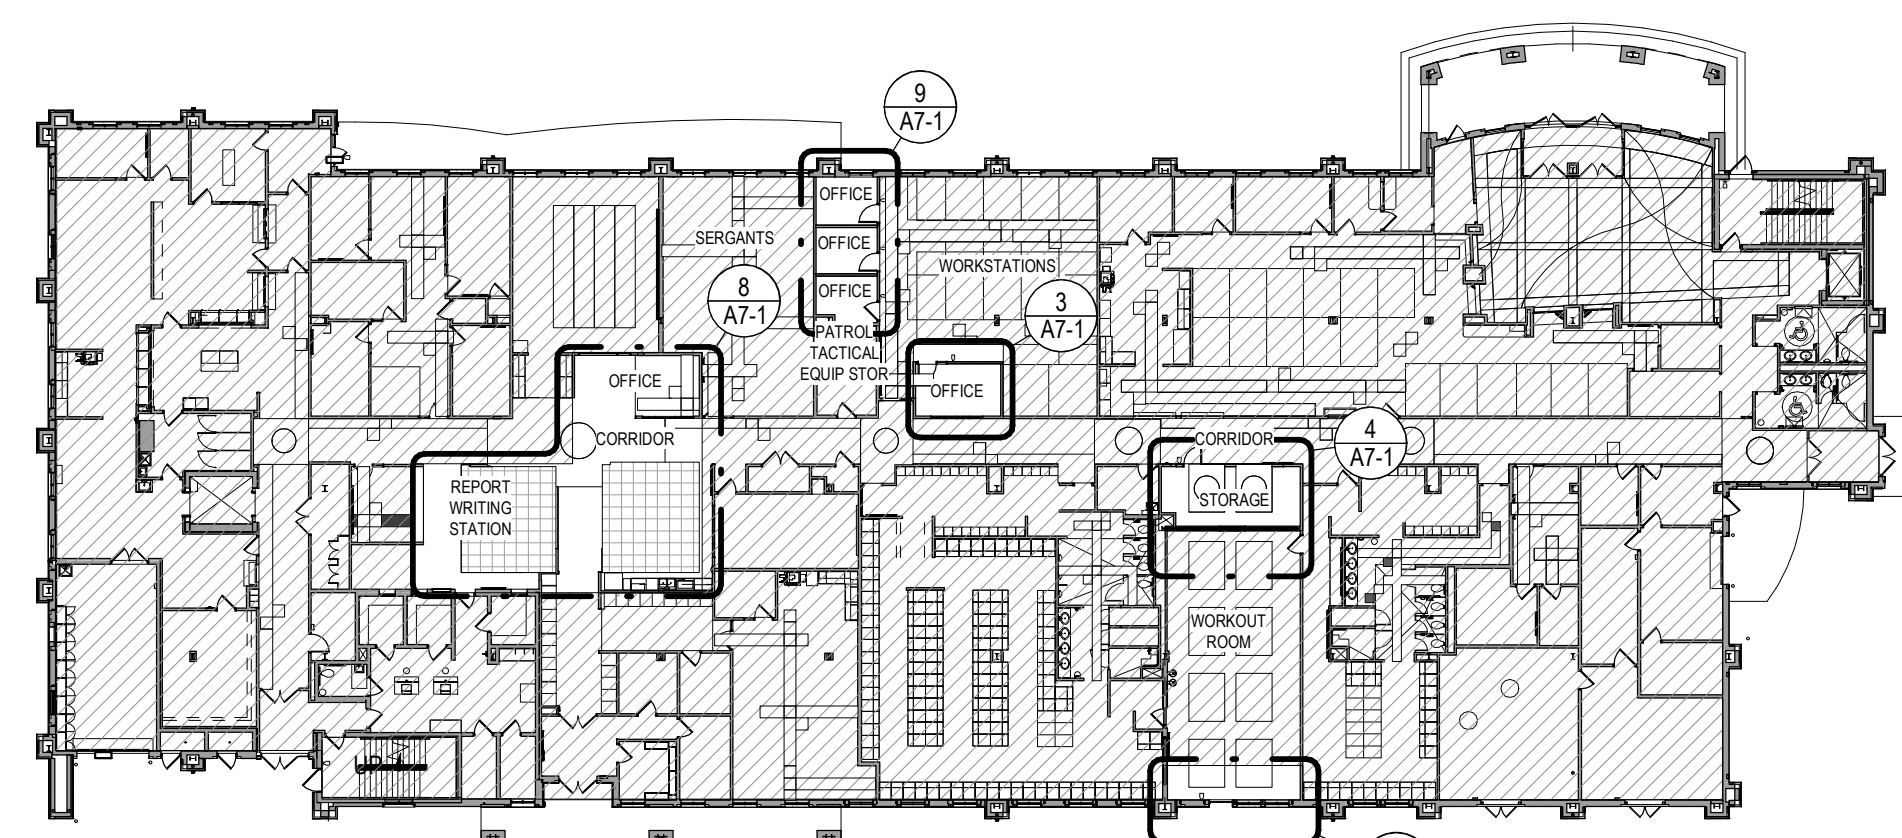 9
A7-1
OFFICE
SERGANTS
OFFICE
WORKSTATIONS
8
A7-1
OFFICE
3
A7-1
PATROL
TACTICAL
EQUIP STOR
OFFICE
OFFICE
CORRIDOR
CORRIDOR
4
A7-1
REPORT
WRITING
STATION
STORAGE
WORKOUT
ROOM
UP